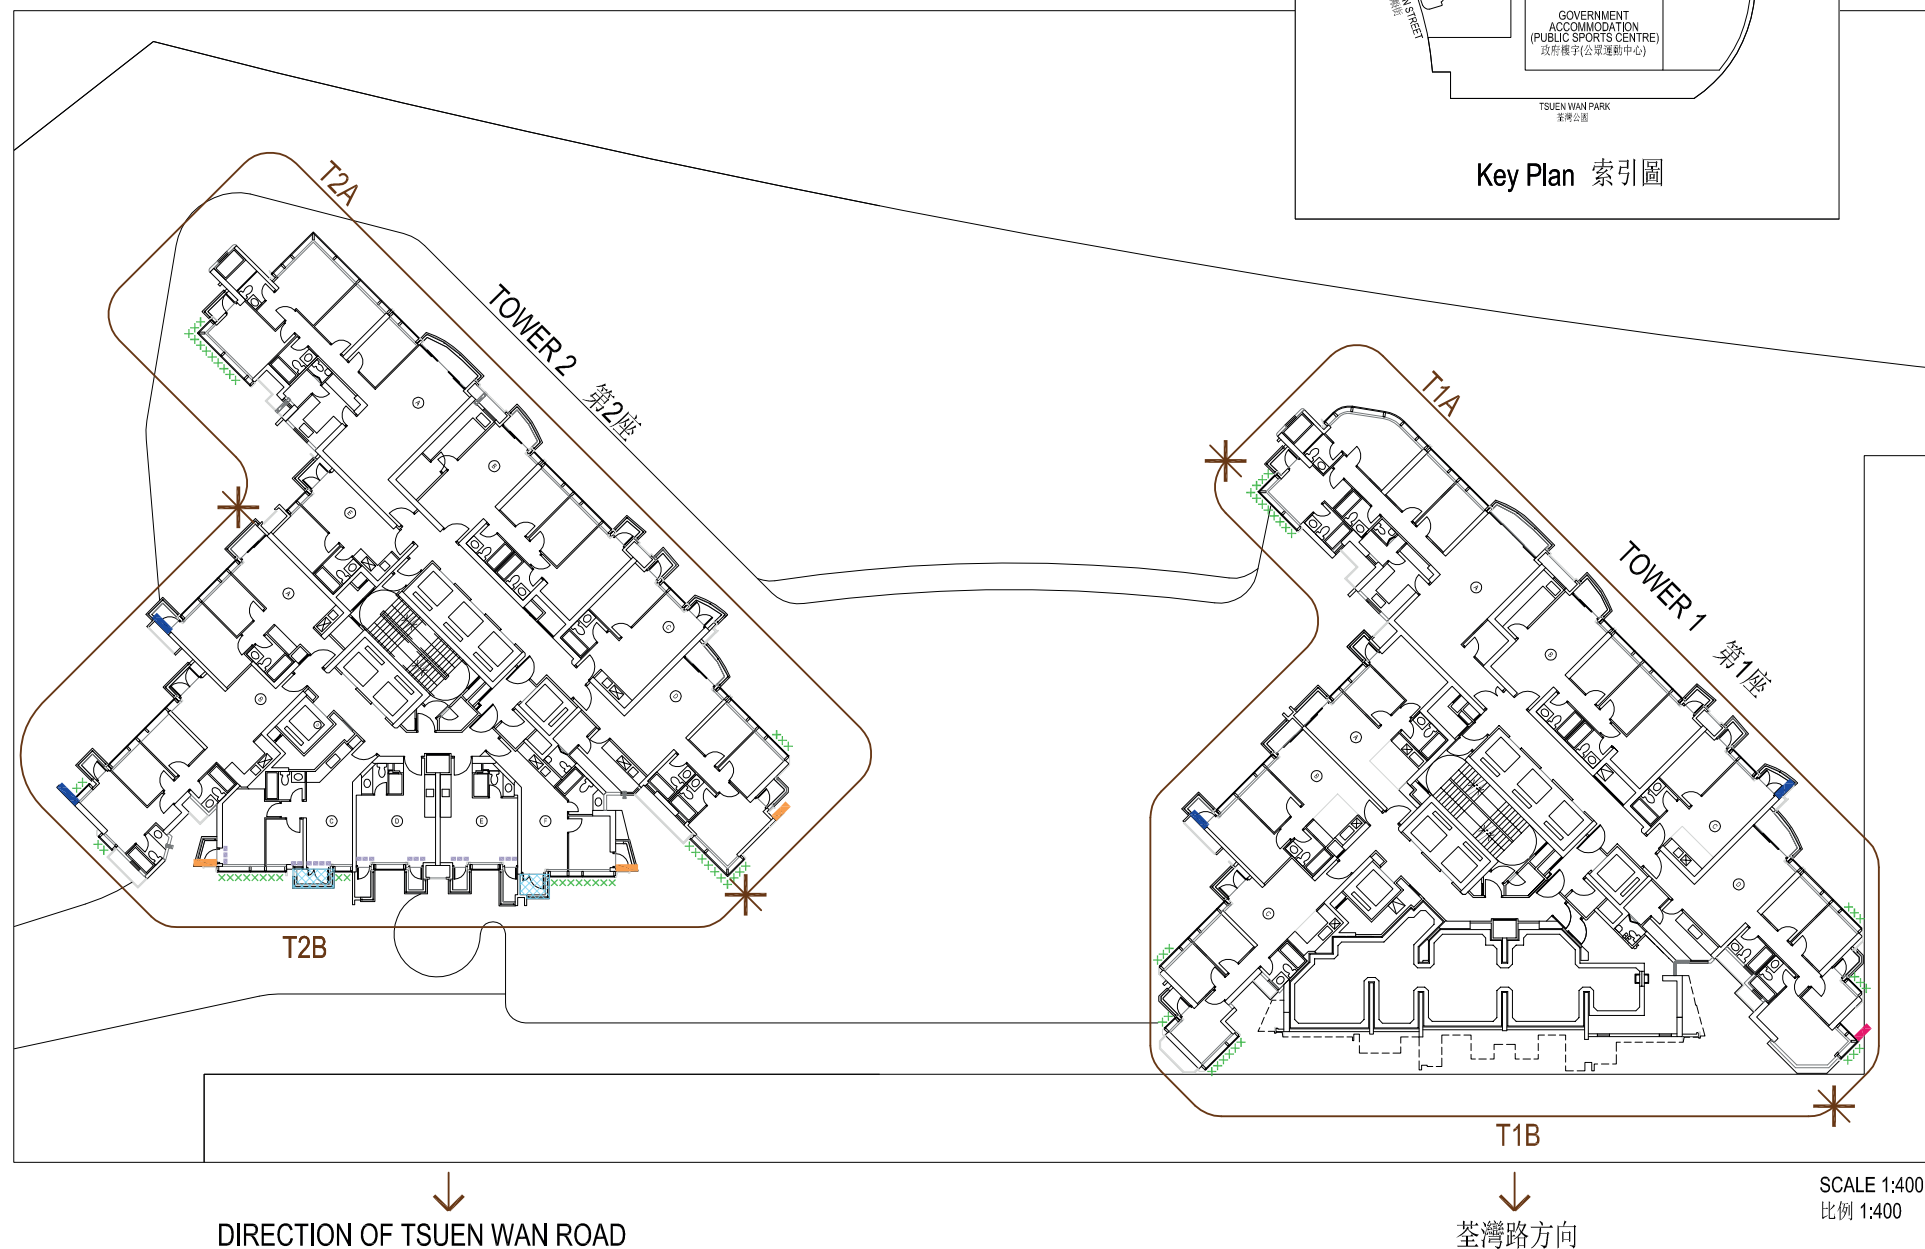 N STREET
GOVERNMENT
ACCOMMODATION
(PUBLIC SPORTS CENTRE)
政府樓宇(公眾運動中心)
TSUEN WAN PARK
荃灣公園
Key Plan 索引圖
T2A
TOWER 2 第2座
T1A
TOWER 1 第1座
A
B
C
D
E
A
B
C
D
E
F
A
B
C
D
A
B
C
T2B
T1B
SCALE 1:400
比例 1:400
DIRECTION OF TSUEN WAN ROAD
荃灣路方向